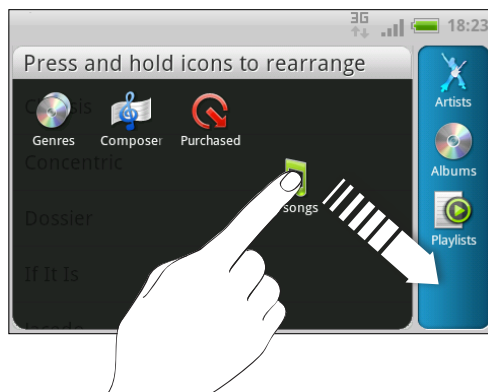 3G 18:23
Press and hold icons to rearrange
Artists
Genres Composer Purchased
Concentric
Albums
songs
Dossier
Playlists
If It Is